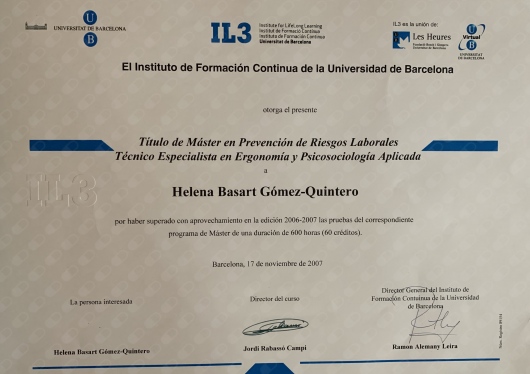 UNIVERSITAT DE BARCELONA
U
B
IL3
Institute for LifeLong Learning
Institut de Formació Contínua
Instituto de Formación Continua
Universitat de Barcelona
IL3 es la unión de:
Les Heures
U
Virtual
B
UNIVERSITAT DE BARCELONA
El Instituto de Formación Continua de la Universidad de Barcelona
otorga el presente
Título de Máster en Prevención de Riesgos Laborales
Técnico Especialista en Ergonomía y Psicosociología Aplicada
a
Helena Basart Gómez-Quintero
IL3
por haber superado con aprovechamiento en la edición 2006-2007 las pruebas del correspondiente
programa de Máster de una duración de 600 horas (60 créditos).
Barcelona, 17 de noviembre de 2007
La persona interesada
Director del curso
Director General del Instituto de
Formación Continua de la Universidad
de Barcelona
Helena Basart Gómez-Quintero
Jordi Rabassó Campi
Ramon Alemany Leira